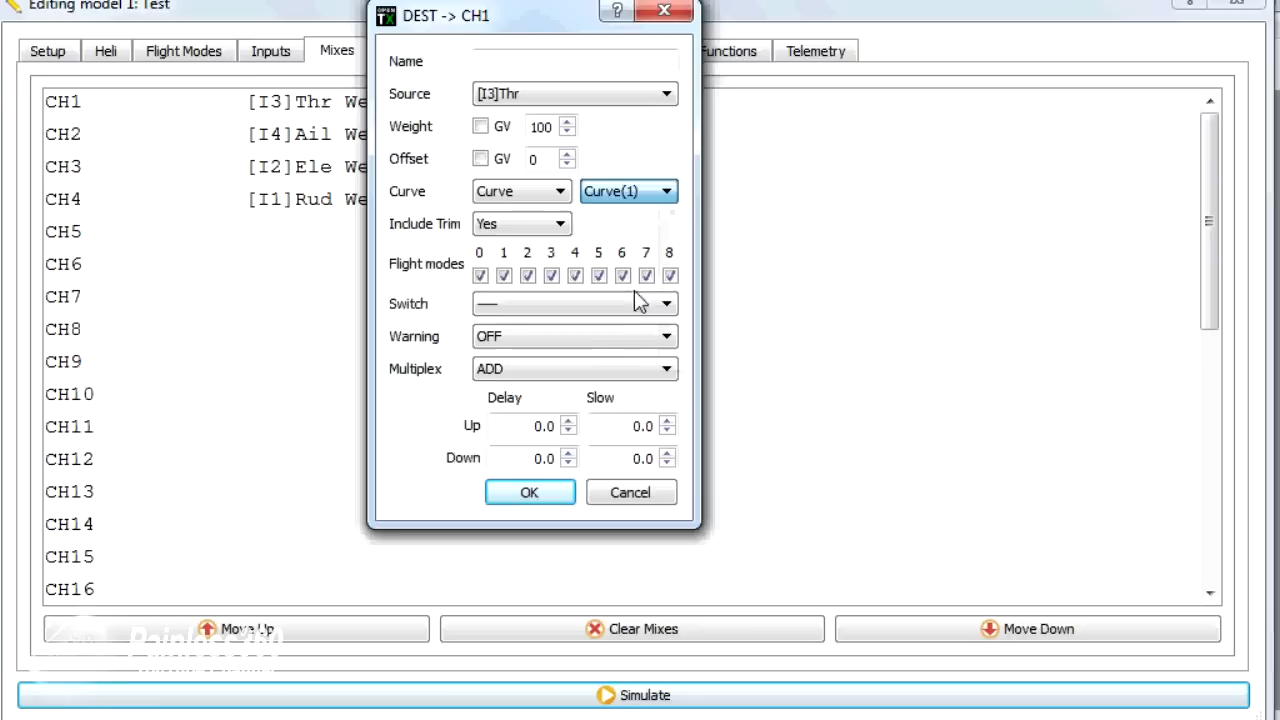 Editing model 1: Test
OPEN TX DEST -> CH1
Setup Heli Flight Modes Inputs Mixes Functions Telemetry
Name
Source [I3]Thr
Weight GV 100
Offset GV 0
Curve Curve Curve(1)
Include Trim Yes
0 1 2 3 4 5 6 7 8
Flight modes
Switch ----
Warning OFF
Multiplex ADD
Delay Slow
Up 0.0 0.0
Down 0.0 0.0
OK Cancel
CH1 [I3]Thr We
CH2 [I4]Ail We
CH3 [I2]Ele We
CH4 [I1]Rud We
CH5
CH6
CH7
CH8
CH9
CH10
CH11
CH12
CH13
CH14
CH15
CH16
Move Up Clear Mixes Move Down
Painless360
Simulate